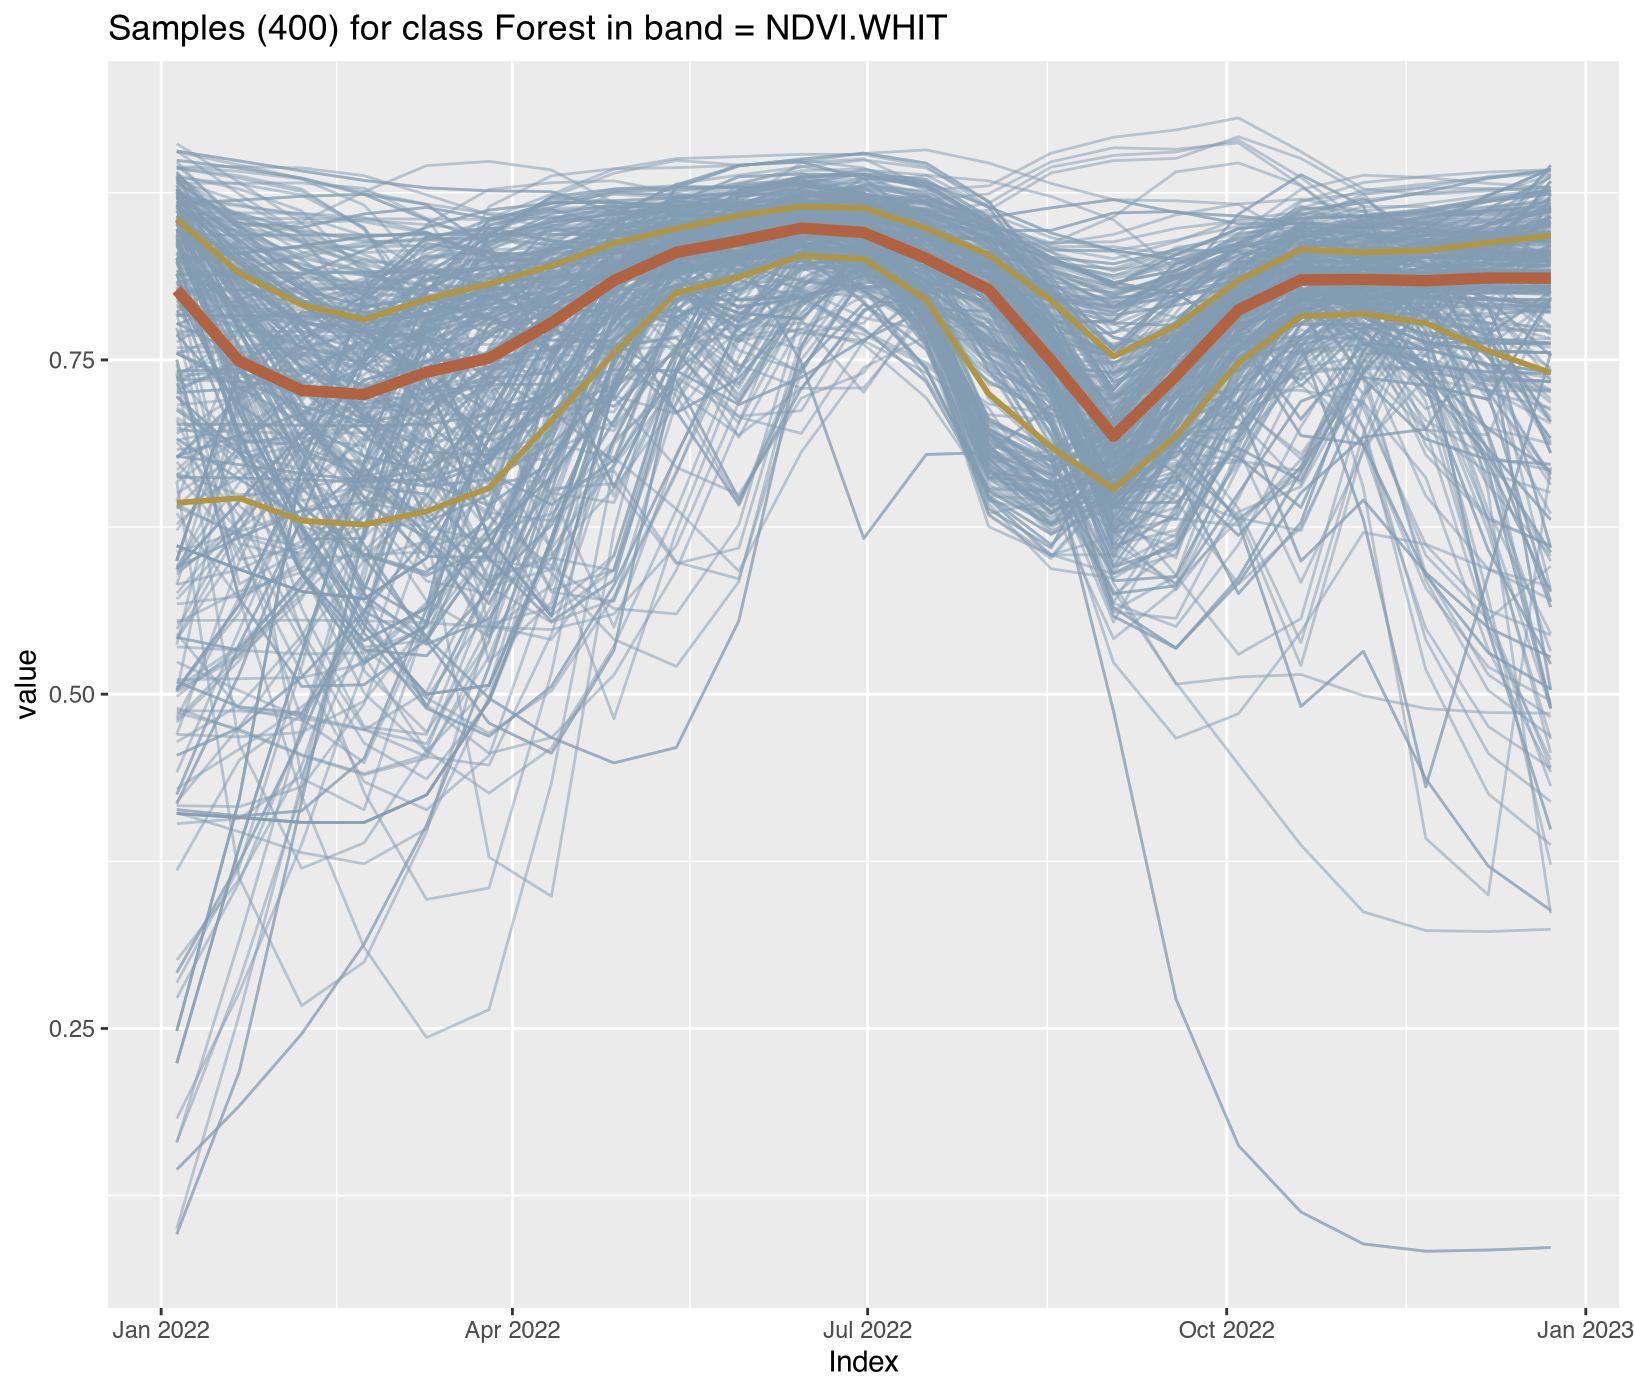 Samples (400) for class Forest in band = NDVI.WHIT
0.75
0.50
0.25
value
Jan 2022
Apr 2022
Jul 2022
Oct 2022
Jan 2023
Index